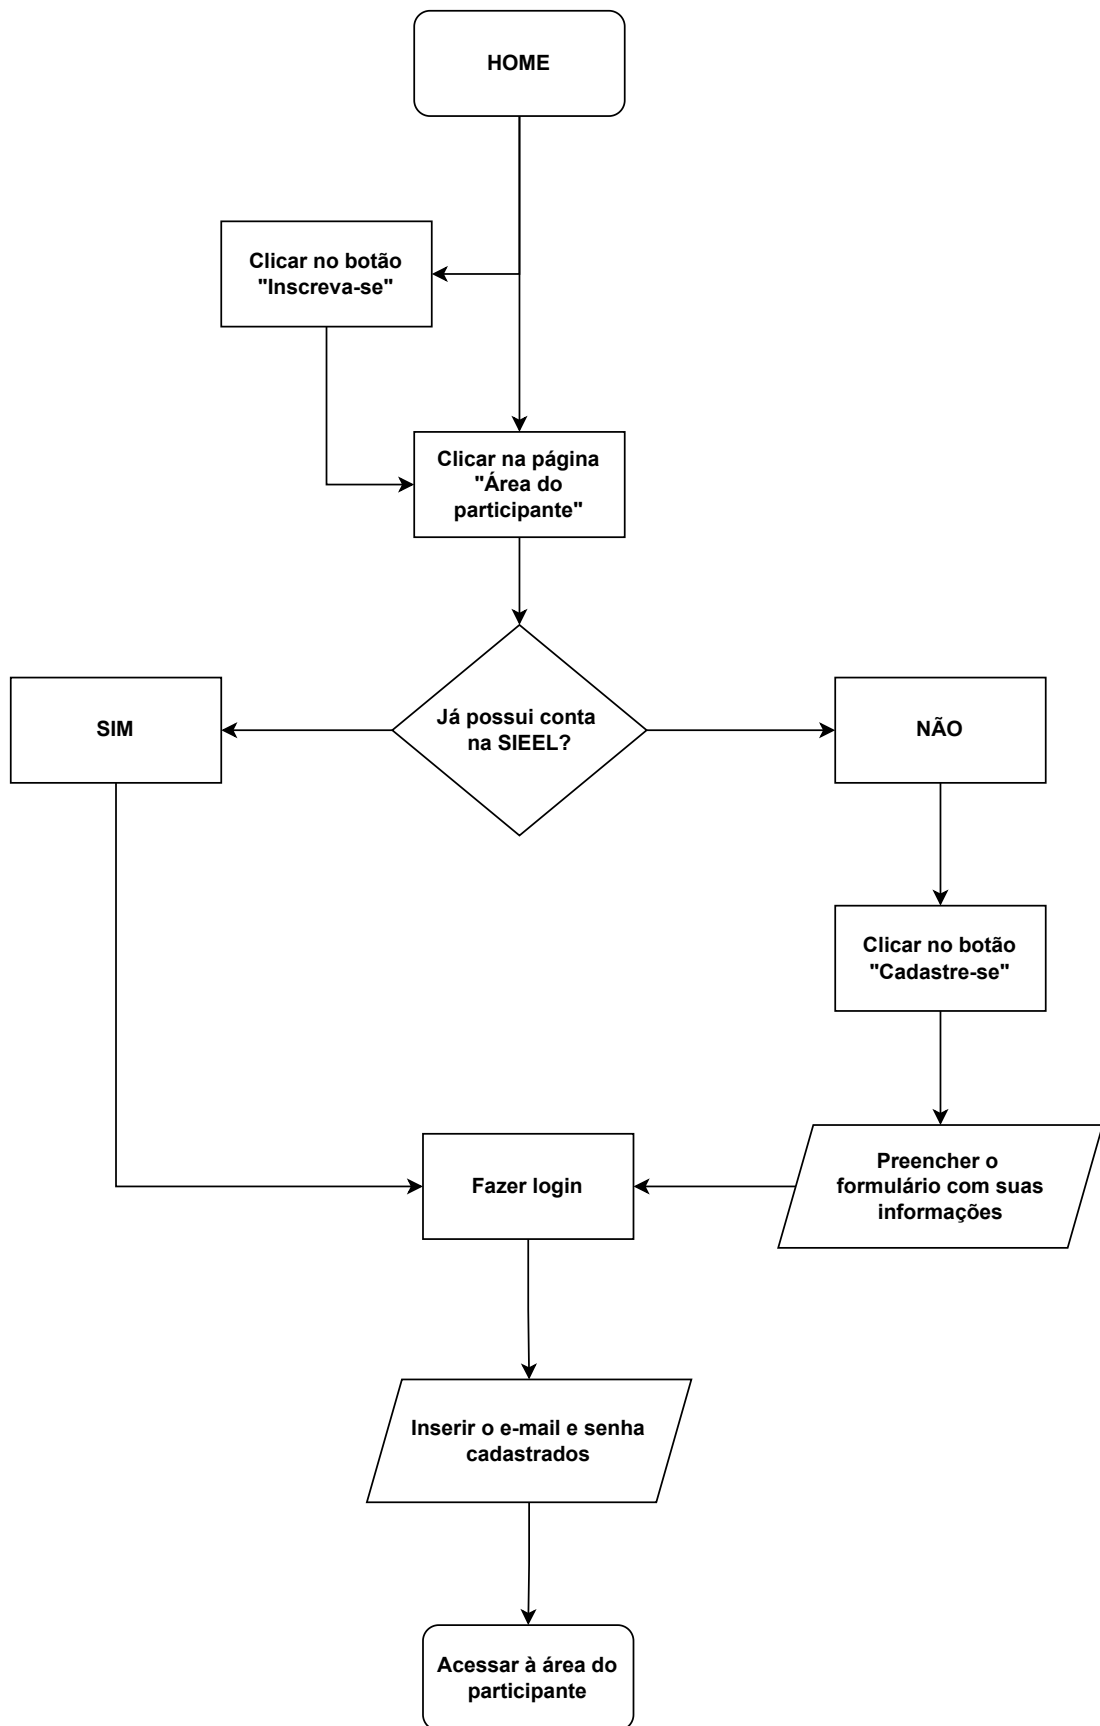 HOME
Clicar no botão
"Inscreva-se"
Clicar na página
"Área do
participante"
Já possui conta
na SIEEL?
SIM
NÃO
Clicar no botão
"Cadastre-se"
Preencher o
formulário com suas
informações
Fazer login
Inserir o e-mail e senha
cadastrados
Acessar à área do
participante